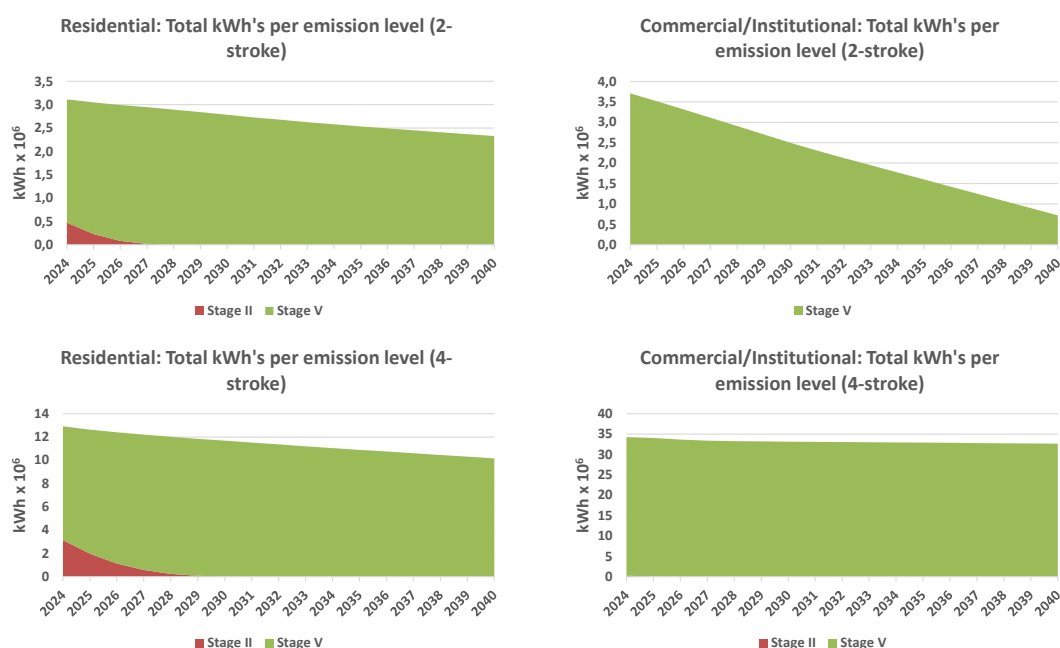 Residential: Total kWh's per emission level (2-
stroke)
kWh x 10⁶
3,5
3,0
2,5
2,0
1,5
1,0
0,5
0,0
2024 2025 2026 2027 2028 2029 2030 2031 2032 2033 2034 2035 2036 2037 2038 2039 2040
Stage II Stage V
Commercial/Institutional: Total kWh's per
emission level (2-stroke)
kWh x 10⁶
4,0
3,5
3,0
2,5
2,0
1,5
1,0
0,5
0,0
2024 2025 2026 2027 2028 2029 2030 2031 2032 2033 2034 2035 2036 2037 2038 2039 2040
Stage V
Residential: Total kWh's per emission level (4-
stroke)
kWh x 10⁶
14
12
10
8
6
4
2
0
2024 2025 2026 2027 2028 2029 2030 2031 2032 2033 2034 2035 2036 2037 2038 2039 2040
Stage II Stage V
Commercial/Institutional: Total kWh's per
emission level (4-stroke)
kWh x 10⁶
40
35
30
25
20
15
10
5
0
2024 2025 2026 2027 2028 2029 2030 2031 2032 2033 2034 2035 2036 2037 2038 2039 2040
Stage II Stage V